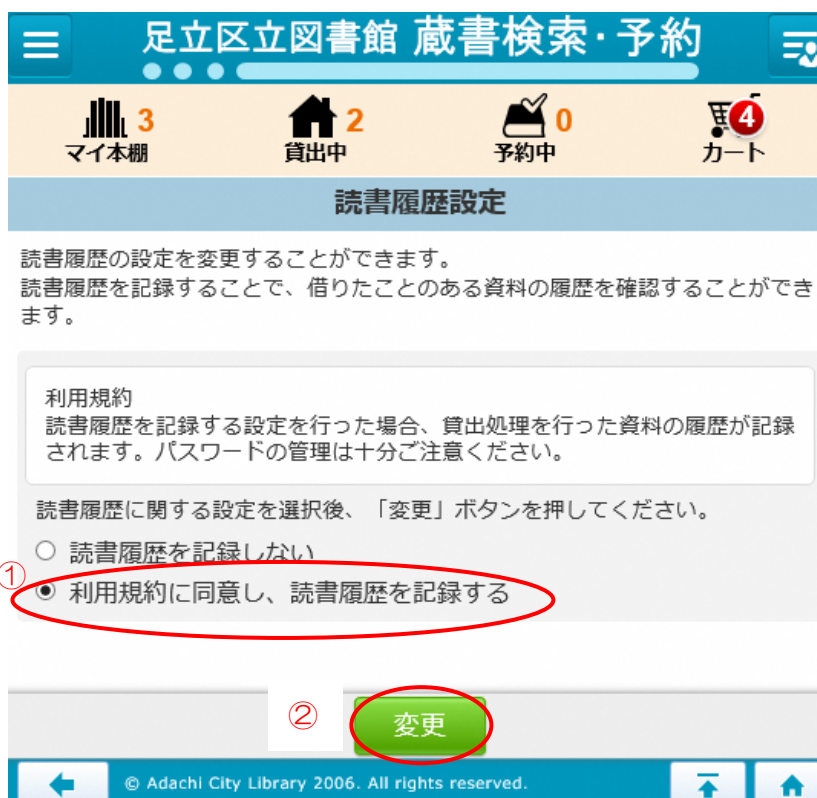 足立区立図書館 蔵書検索・予約
3 2 0 4
マイ本棚 貸出中 予約中 カート
読書履歴設定
読書履歴の設定を変更することができます。
読書履歴を記録することで、借りたことのある資料の履歴を確認することができ
ます。
利用規約
読書履歴を記録する設定を行った場合、貸出処理を行った資料の履歴が記録
されます。パスワードの管理は十分ご注意ください。
読書履歴に関する設定を選択後、「変更」ボタンを押してください。
読書履歴を記録しない
① 利用規約に同意し、読書履歴を記録する
② 変更
© Adachi City Library 2006. All rights reserved.